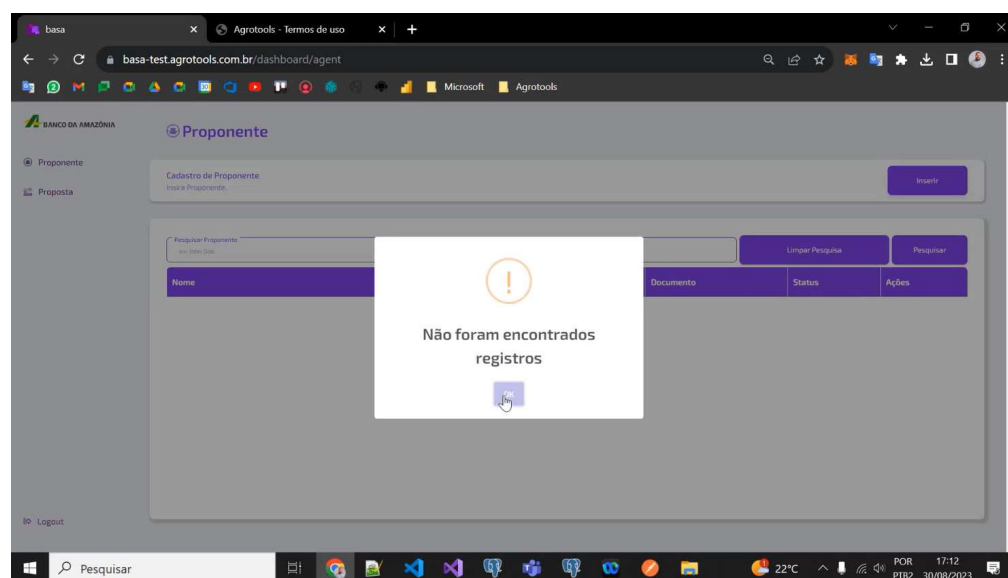 basa
Agrotools - Termos de uso
basa-test.agrotools.com.br/dashboard/agent
Microsoft
Agrotools
BANCO DA AMAZÔNIA
Proponente
Proponente
Proposta
Cadastro de Proponente
Insira Proponente.
Inserir
Pesquisar Proponente
Limpar Pesquisa
Pesquisar
Nome
Documento
Status
Ações
Não foram encontrados
registros
OK
Logout
Pesquisar
22°C
POR
PTB2
17:12
30/08/2023